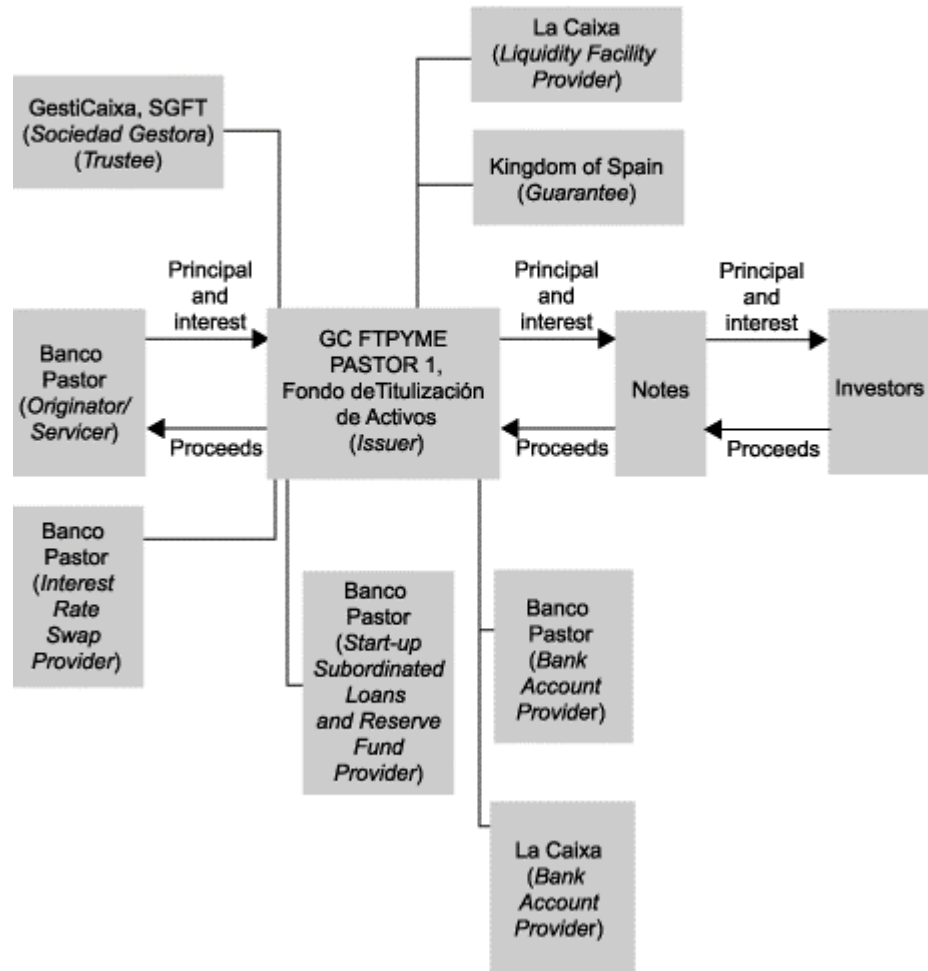 La Caixa
(Liquidity Facility
Provider)
GestiCaixa, SGFT
(Sociedad Gestora)
(Trustee)
Kingdom of Spain
(Guarantee)
Principal
and
interest
Principal
and
interest
Principal
and
interest
Banco
Pastor
(Originator/
Servicer)
GC FTPYME
PASTOR 1,
Fondo deTitulización
de Activos
(Issuer)
Notes
Investors
Proceeds
Proceeds
Proceeds
Banco
Pastor
(Interest
Rate
Swap
Provider)
Banco
Pastor
(Start-up
Subordinated
Loans
and Reserve
Fund
Provider)
Banco
Pastor
(Bank
Account
Provider)
La Caixa
(Bank
Account
Provider)